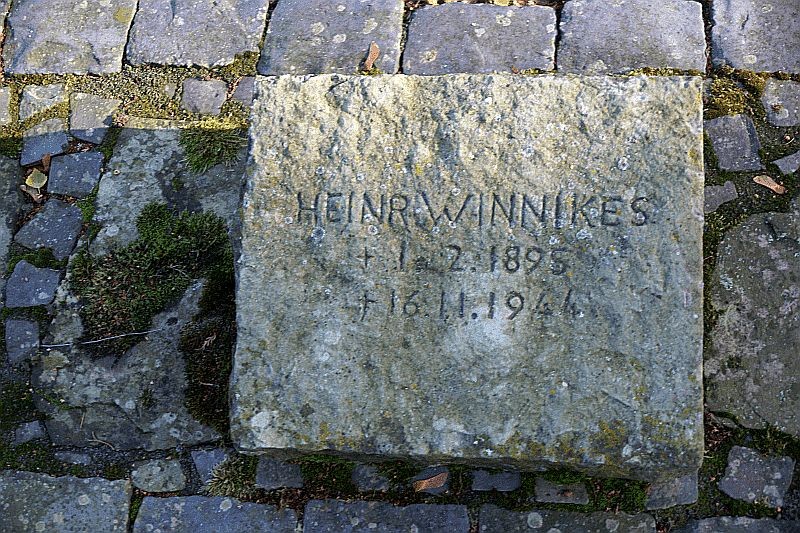 HEINR. WINNIKES
+ 1.2.1895
+ 16.11.1944